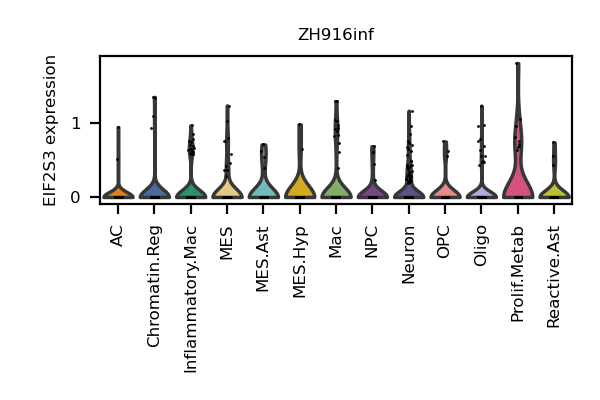 ZH916inf
EIF2S3 expression
1
0
AC
Chromatin.Reg
Inflammatory.Mac
MES
MES.Ast
MES.Hyp
Mac
NPC
Neuron
OPC
Oligo
Prolif.Metab
Reactive.Ast